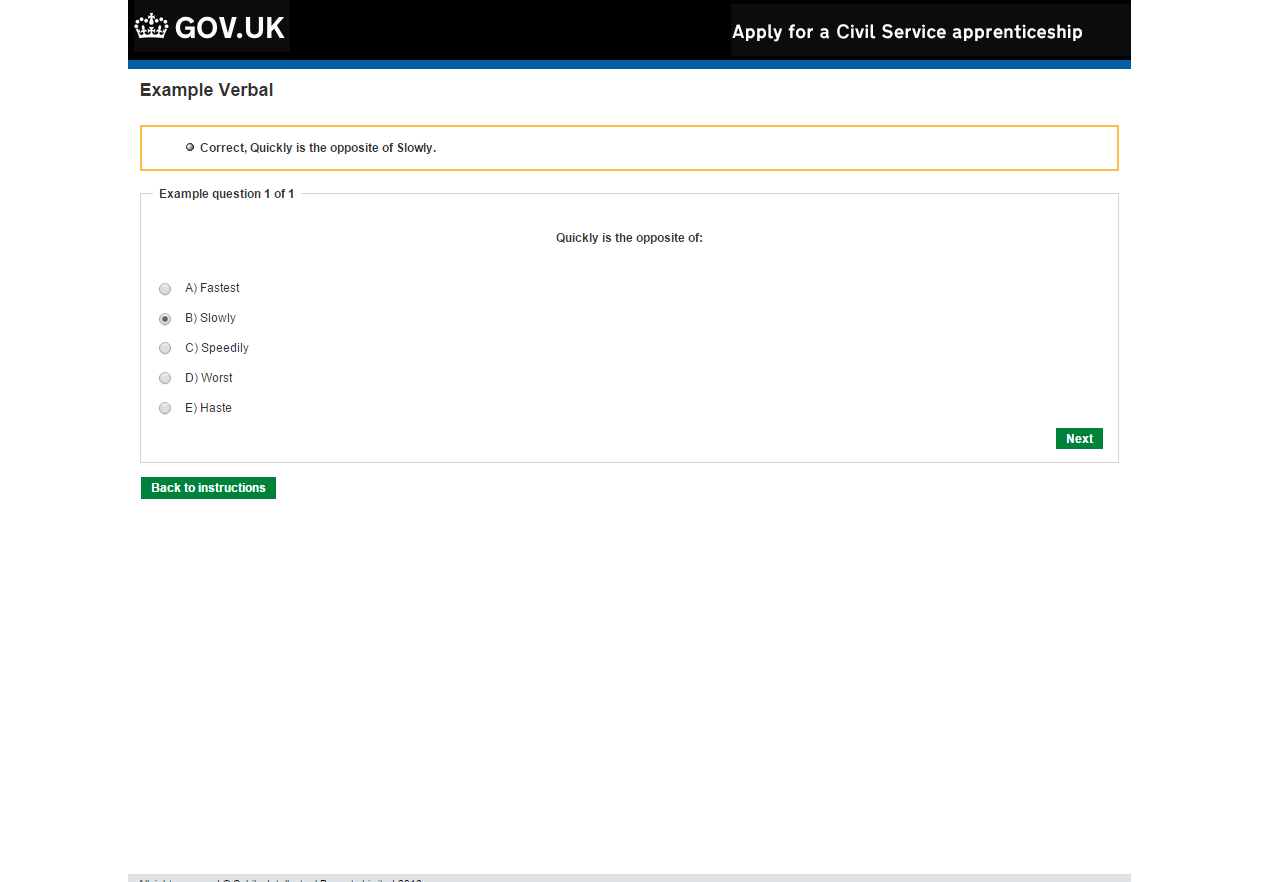 GOV.UK
Apply for a Civil Service apprenticeship
Example Verbal
Correct, Quickly is the opposite of Slowly.
Example question 1 of 1
Quickly is the opposite of:
A) Fastest
B) Slowly
C) Speedily
D) Worst
E) Haste
Next
Back to instructions